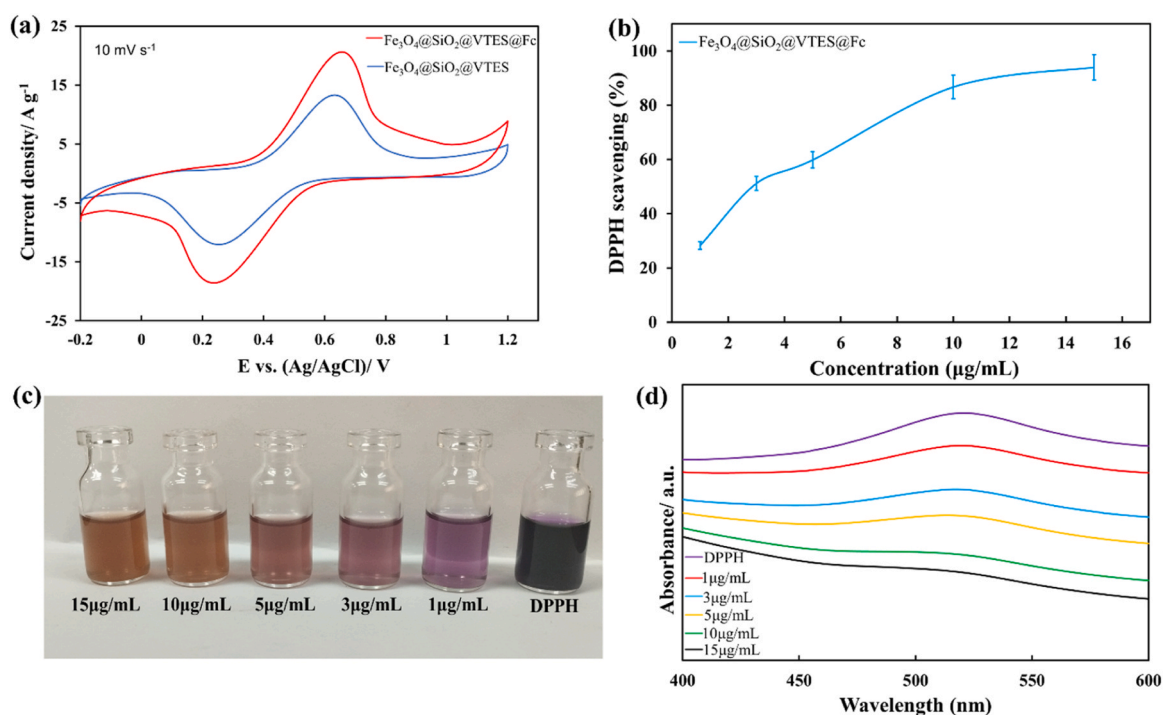 (a)
25
15
5
-5
-15
-25
Current density/ A g⁻¹
10 mV s⁻¹
Fe₃O₄@SiO₂@VTES@Fc
Fe₃O₄@SiO₂@VTES
-0.2 0 0.2 0.4 0.6 0.8 1 1.2
E vs. (Ag/AgCl)/ V
(b)
100
80
60
40
20
0
DPPH scavenging (%)
Fe₃O₄@SiO₂@VTES@Fc
0 2 4 6 8 10 12 14 16
Concentration (µg/mL)
(c)
15µg/mL 10µg/mL 5µg/mL 3µg/mL 1µg/mL DPPH
(d)
Absorbance/ a.u.
DPPH
1µg/mL
3µg/mL
5µg/mL
10µg/mL
15µg/mL
400 450 500 550 600
Wavelength (nm)